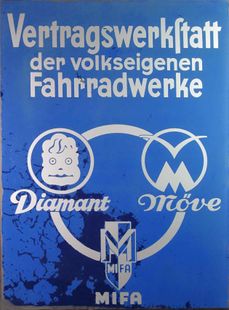 Vertragswerkſtatt
der volkseigenen
Fahrradwerke
Diamant
Möve
M
MIFA
MIFA